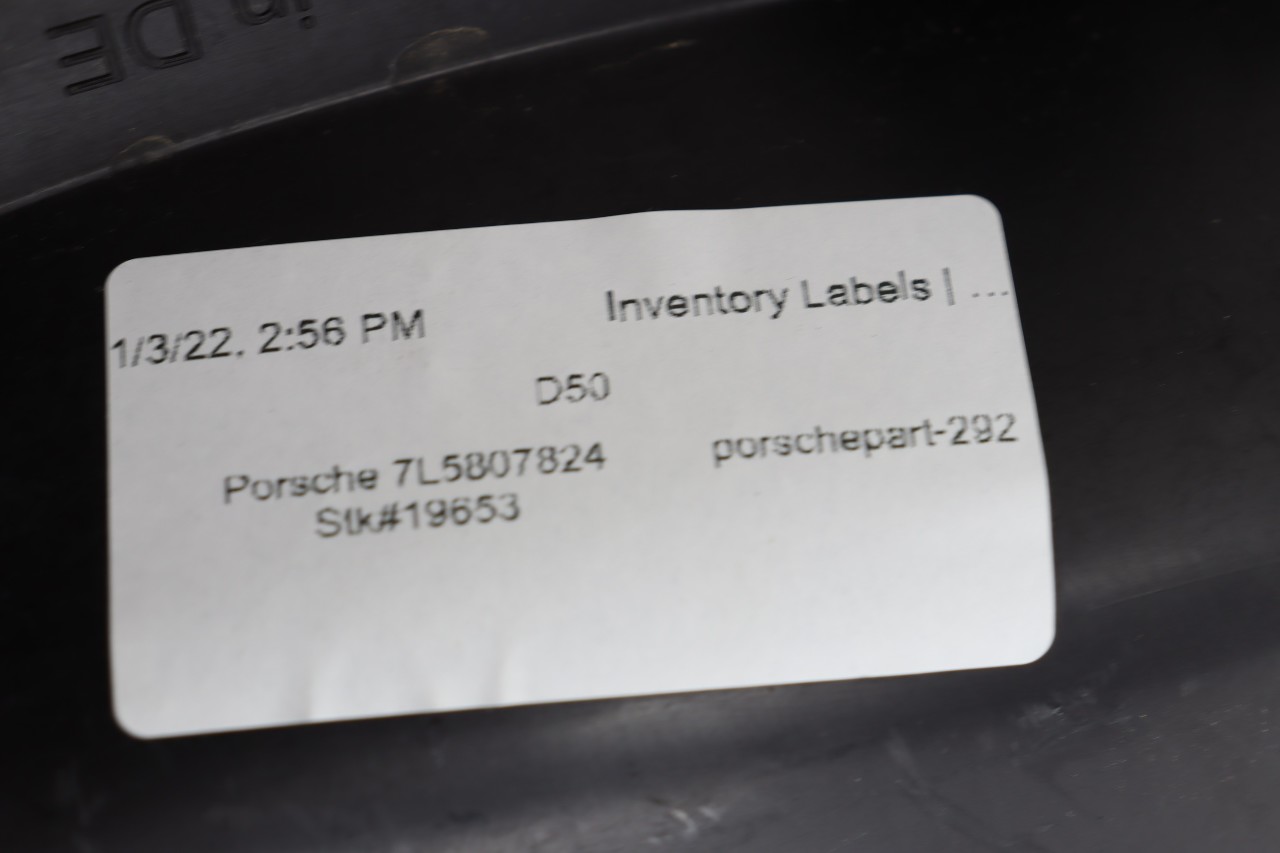 in DE
1/3/22, 2:56 PM Inventory Labels | ...
D50
Porsche 7L5807824 porschepart-292
Stk#19653